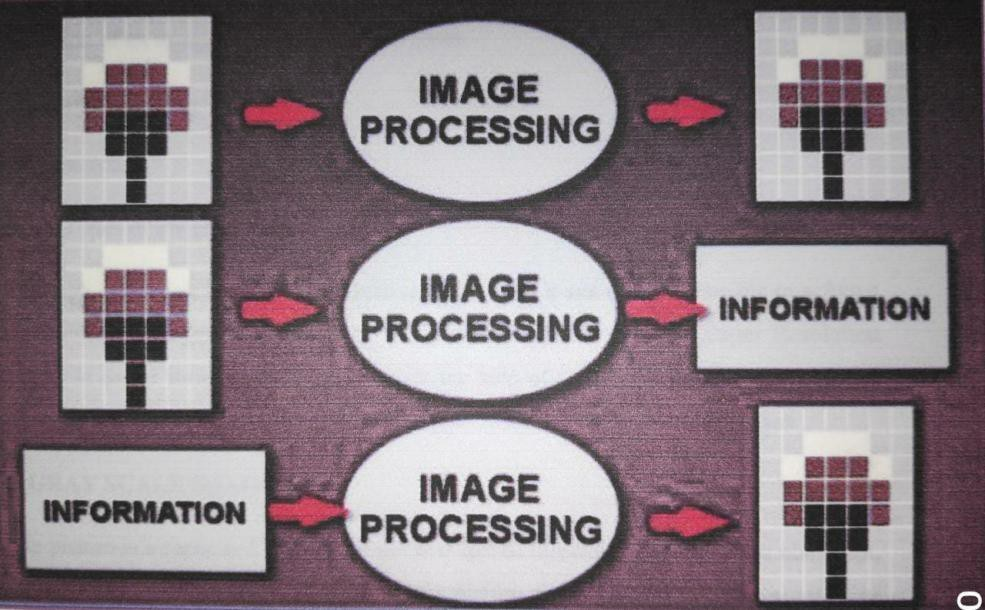 IMAGE
PROCESSING
IMAGE
PROCESSING
INFORMATION
INFORMATION
IMAGE
PROCESSING